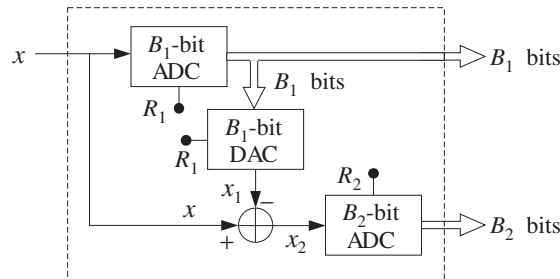 x
B₁-bit
ADC
B₁ bits
B₁ bits
R₁
B₁-bit
DAC
R₁
x₁
R₂
x
−
+
x₂
B₂-bit
ADC
B₂ bits